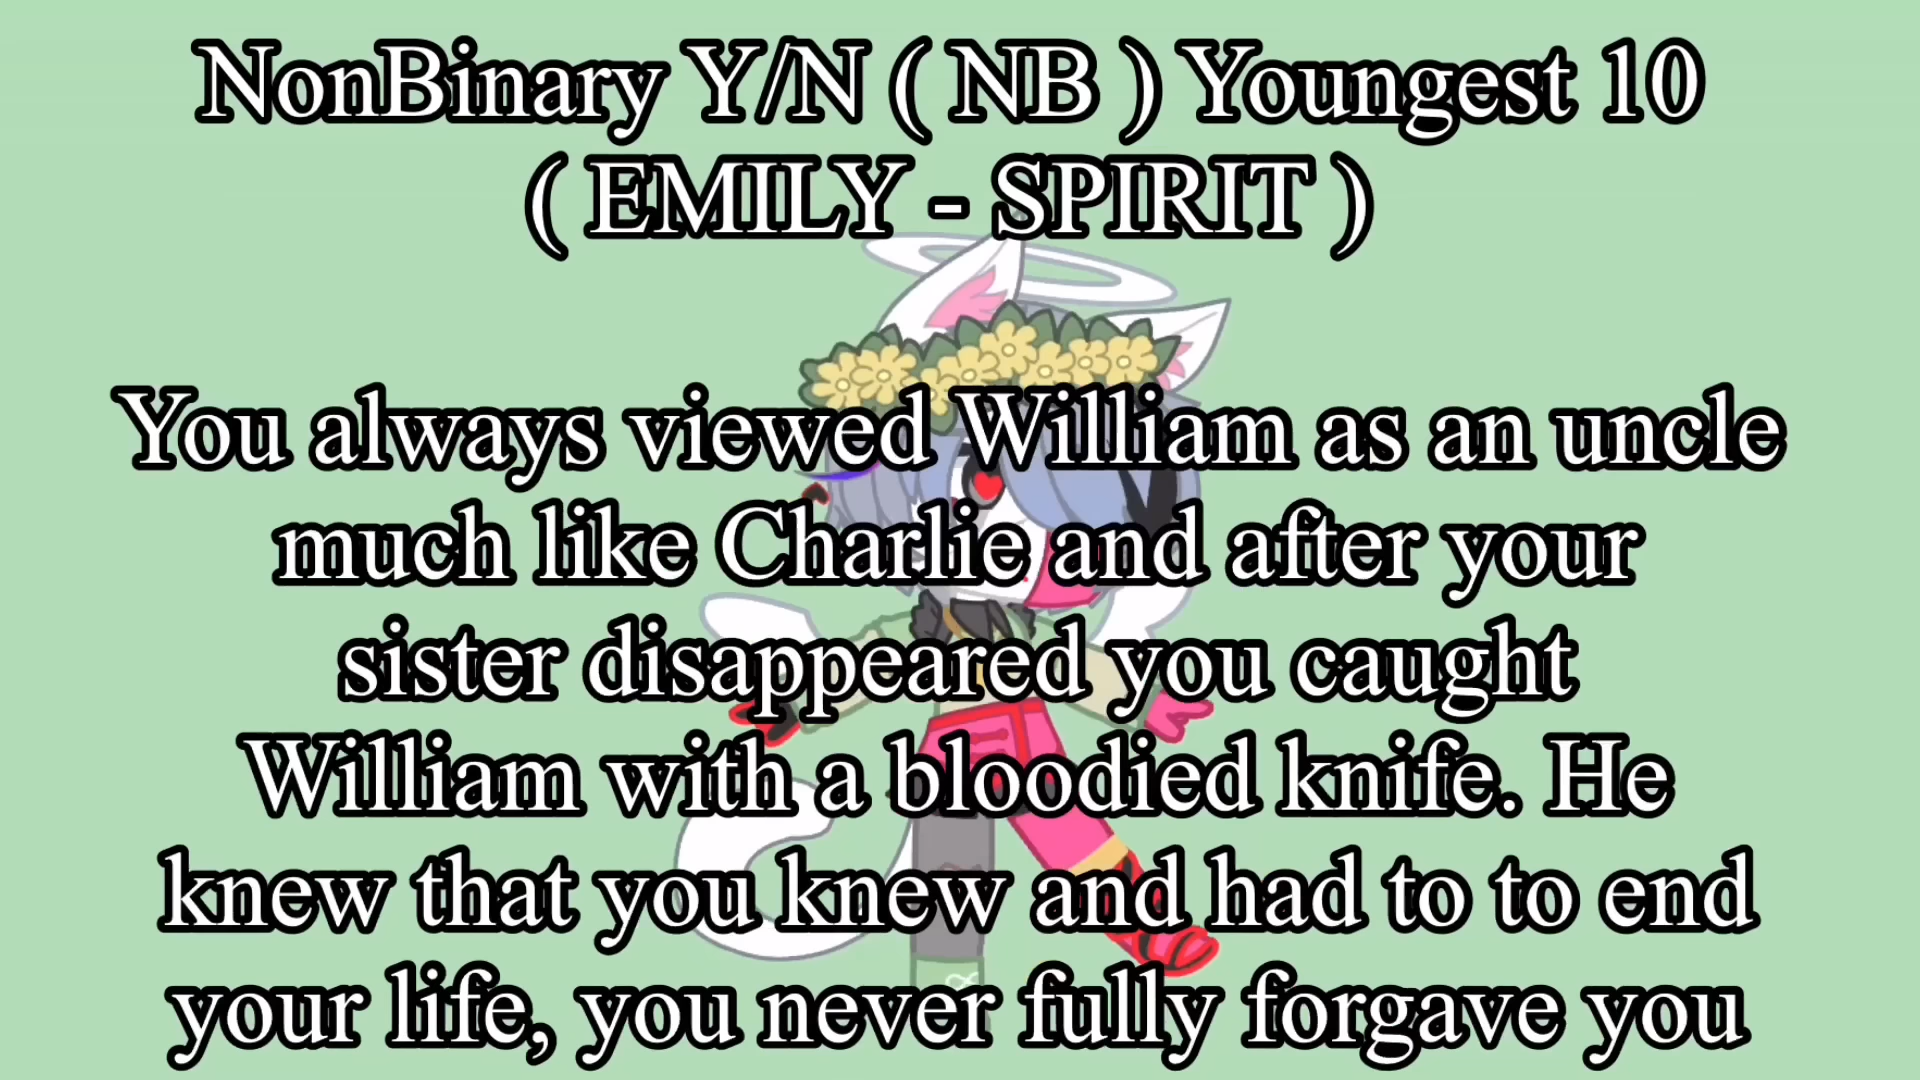 NonBinary Y/N ( NB ) Youngest 10
( EMILY - SPIRIT )
You always viewed William as an uncle
much like Charlie and after your
sister disappeared you caught
William with a bloodied knife. He
knew that you knew and had to to end
your life, you never fully forgave you